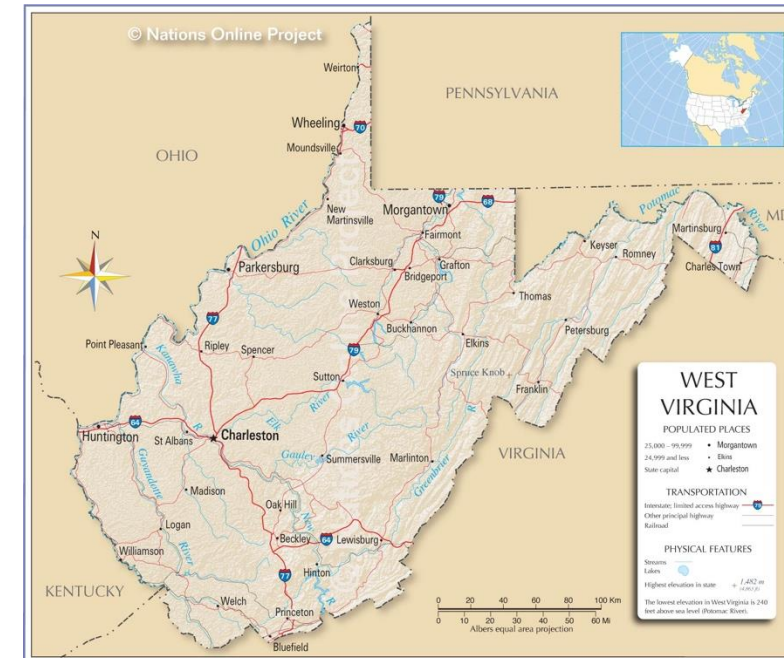 © Nations Online Project
Weirton
PENNSYLVANIA
Wheeling
70
Moundsville
OHIO
79
68
Morgantown
New
Martinsville
Fairmont
Potomac
River
MD
Martinsburg
81
Charles Town
Keyser
Romney
N
Ohio River
Parkersburg
Clarksburg
Grafton
Bridgeport
Thomas
77
Weston
Buckhannon
Elkins
Petersburg
Point Pleasant
Kanawha
R
Ripley
Spencer
79
Sutton
Spruce Knob
Franklin
Elk
River
64
Huntington
St Albans
Charleston
Gauley
River
Summersville
Marlinton
VIRGINIA
Guyandotte
River
Madison
Greenbrier
R
Oak Hill
New
R
Logan
Beckley
64
Lewisburg
Williamson
77
Hinton
KENTUCKY
Welch
Princeton
Bluefield
0 20 40 60 80 100 Km
0 10 20 30 40 50 60 Mi
Albers equal area projection
WEST
VIRGINIA
POPULATED PLACES
25,000 – 99,999 • Morgantown
24,999 and less • Elkins
State capital ★ Charleston
TRANSPORTATION
Interstate; limited access highway
Other principal highway
Railroad
PHYSICAL FEATURES
Streams
Lakes
Highest elevation in state + 1,482 m
The lowest elevation in West Virginia is 240
feet above sea level (Potomac River).